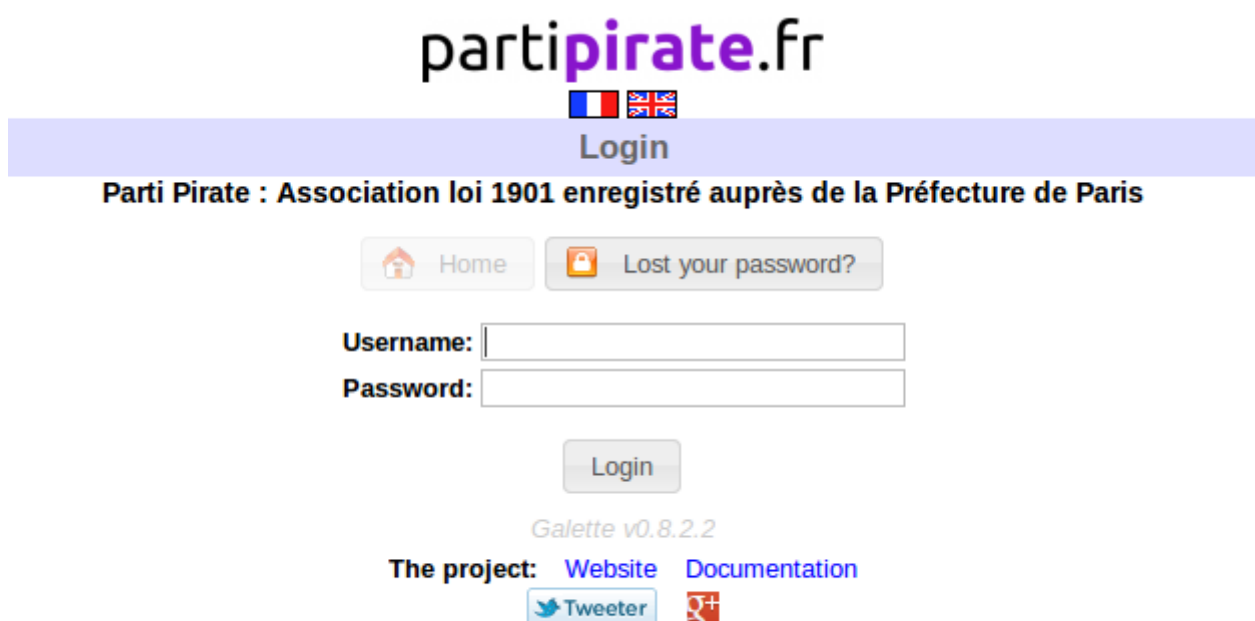 partipirate.fr
Login
Parti Pirate : Association loi 1901 enregistré auprès de la Préfecture de Paris
Home Lost your password?
Username:
Password:
Login
Galette v0.8.2.2
The project: Website Documentation
Tweeter g+